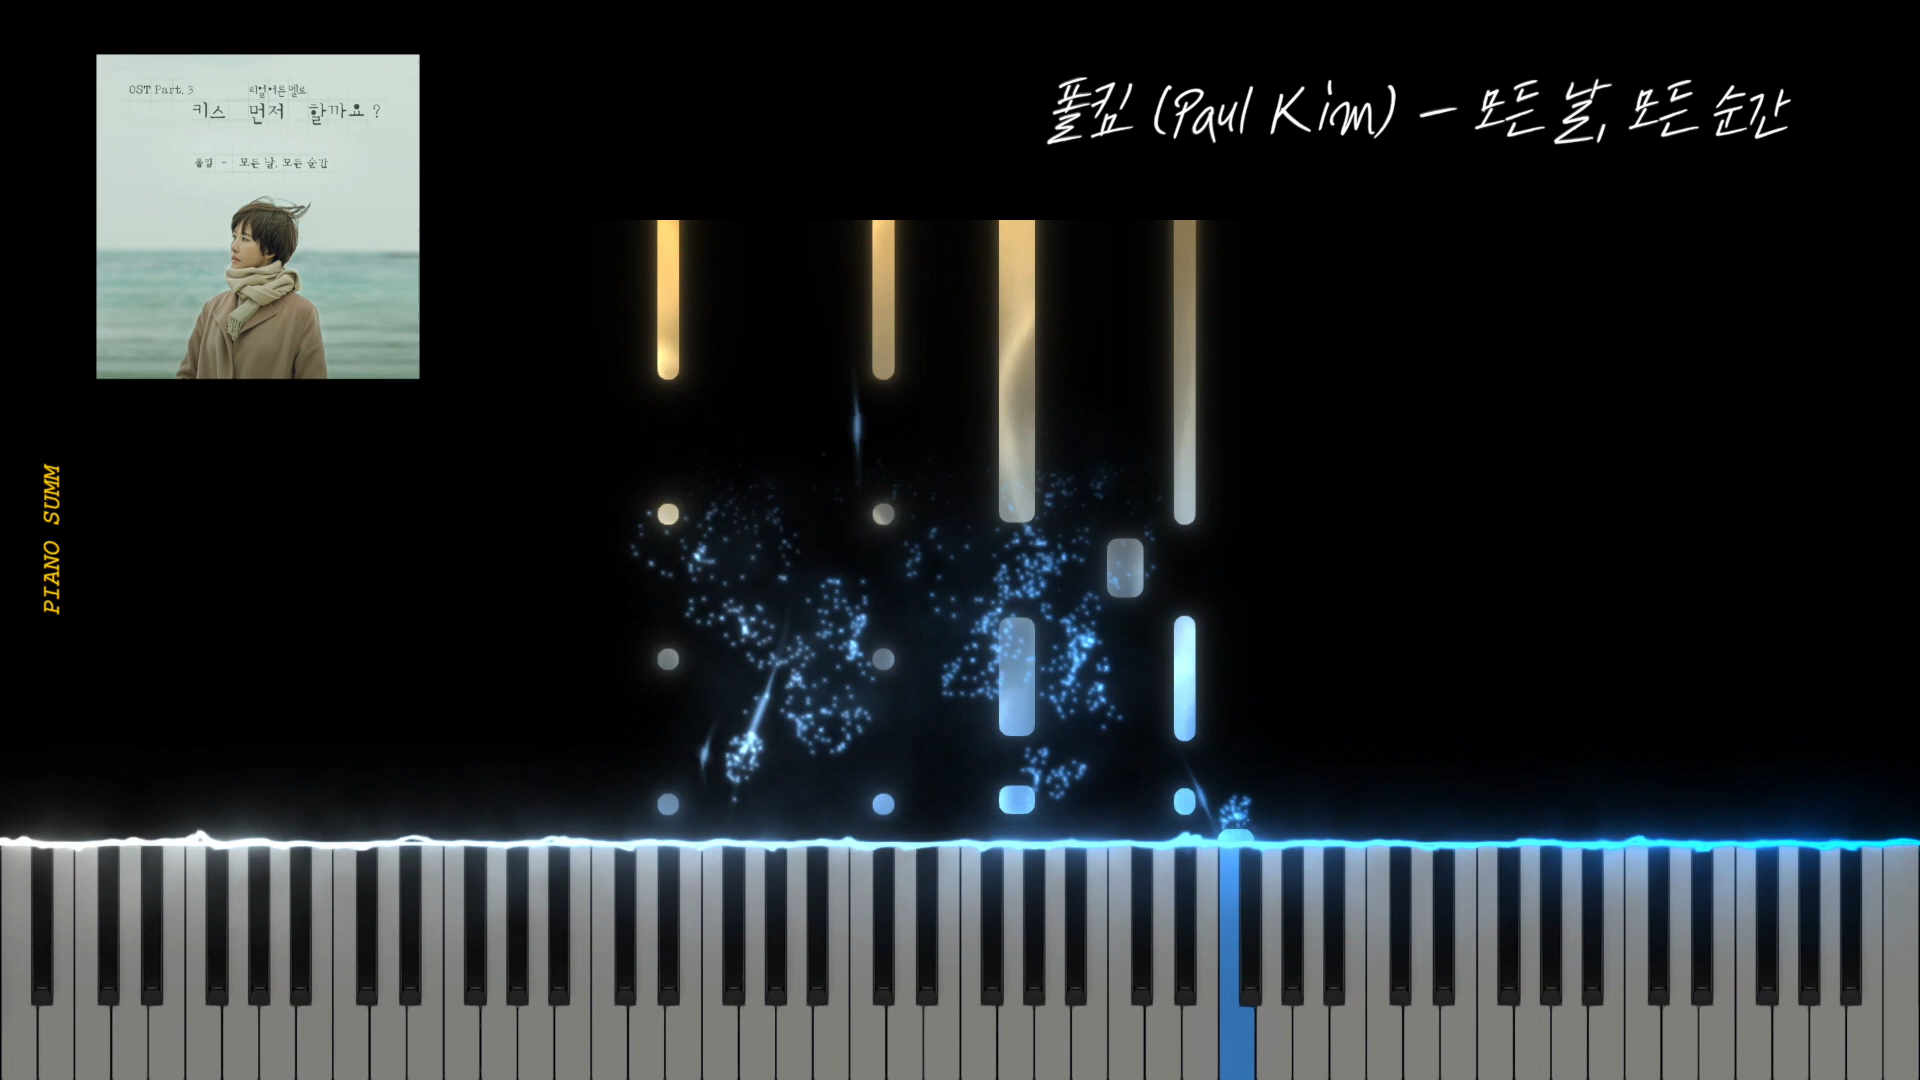 OST Part. 3
리얼어른멜로
키스 먼저 할까요?
폴킴 - 모든 날, 모든 순간
폴킴 (Paul Kim) - 모든 날, 모든 순간
PIANO SUMM